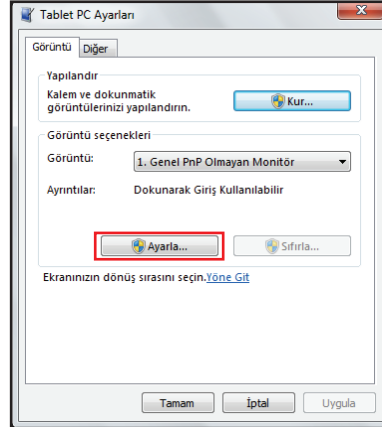 Tablet PC Ayarları
Görüntü Diğer
Yapılandır
Kalem ve dokunmatik
görüntülerinizi yapılandırın.
Kur...
Görüntü seçenekleri
Görüntü: 1. Genel PnP Olmayan Monitör
Ayrıntılar: Dokunarak Giriş Kullanılabilir
Ayarla... Sıfırla...
Ekranınızın dönüş sırasını seçin.Yöne Git
Tamam İptal Uygula